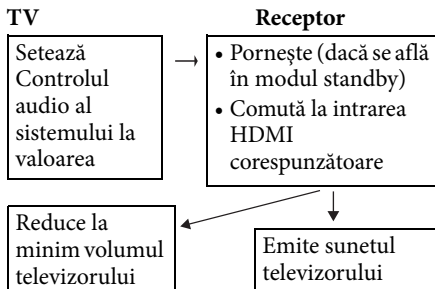 TV
Receptor
Setează
Controlul
audio al
sistemului la
valoarea
• Pornește (dacă se află
în modul standby)
• Comută la intrarea
HDMI
corespunzătoare
Reduce la
minim volumul
televizorului
Emite sunetul
televizorului